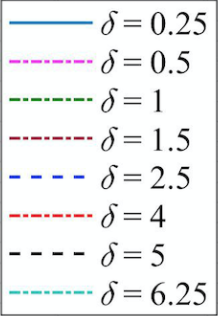 δ = 0.25
δ = 0.5
δ = 1
δ = 1.5
δ = 2.5
δ = 4
δ = 5
δ = 6.25